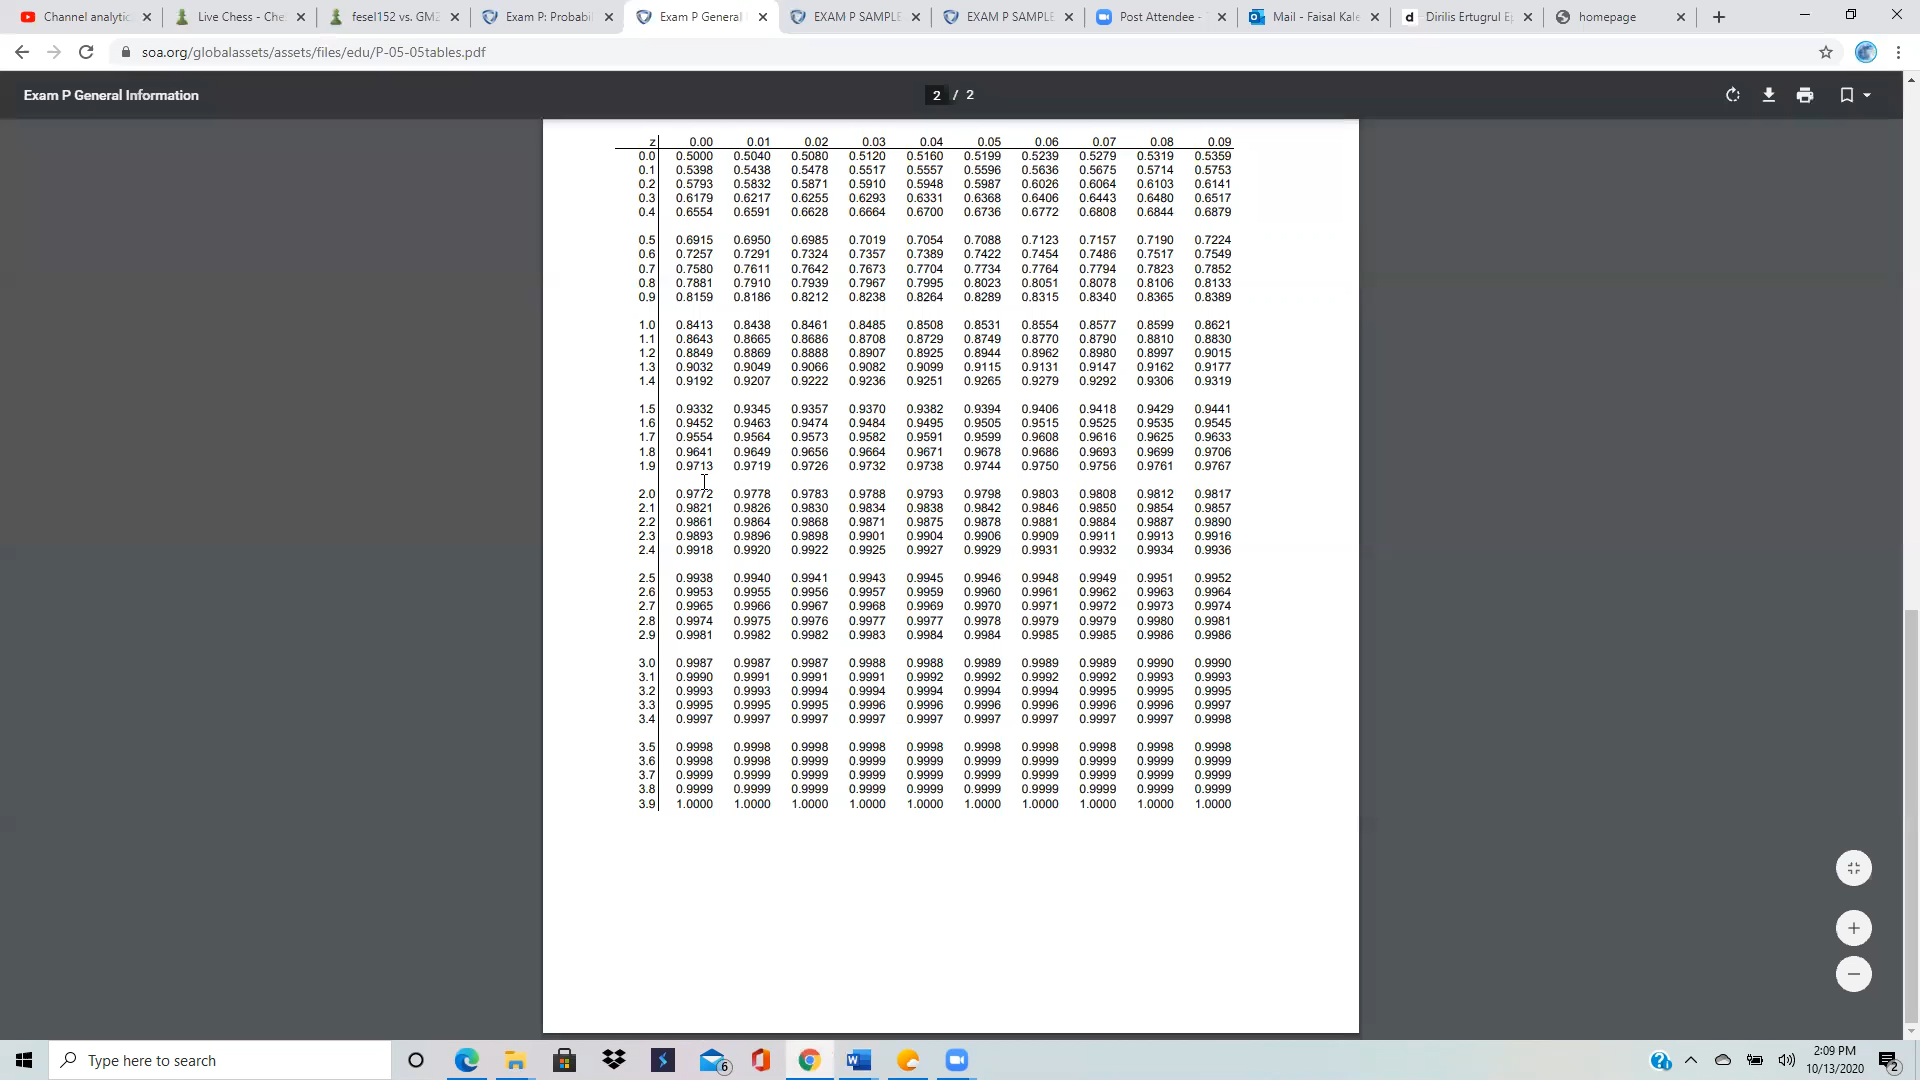 Channel analytic
Live Chess - Che
fesel152 vs. GM
Exam P: Probabil
Exam P General
EXAM P SAMPLE
EXAM P SAMPLE
Post Attendee -
Mail - Faisal Kale
Dirilis Ertugrul E
homepage
soa.org/globalassets/assets/files/edu/P-05-05tables.pdf
Exam P General Information
2 / 2
z 0.00 0.01 0.02 0.03 0.04 0.05 0.06 0.07 0.08 0.09
0.0 0.5000 0.5040 0.5080 0.5120 0.5160 0.5199 0.5239 0.5279 0.5319 0.5359
0.1 0.5398 0.5438 0.5478 0.5517 0.5557 0.5596 0.5636 0.5675 0.5714 0.5753
0.2 0.5793 0.5832 0.5871 0.5910 0.5948 0.5987 0.6026 0.6064 0.6103 0.6141
0.3 0.6179 0.6217 0.6255 0.6293 0.6331 0.6368 0.6406 0.6443 0.6480 0.6517
0.4 0.6554 0.6591 0.6628 0.6664 0.6700 0.6736 0.6772 0.6808 0.6844 0.6879
0.5 0.6915 0.6950 0.6985 0.7019 0.7054 0.7088 0.7123 0.7157 0.7190 0.7224
0.6 0.7257 0.7291 0.7324 0.7357 0.7389 0.7422 0.7454 0.7486 0.7517 0.7549
0.7 0.7580 0.7611 0.7642 0.7673 0.7704 0.7734 0.7764 0.7794 0.7823 0.7852
0.8 0.7881 0.7910 0.7939 0.7967 0.7995 0.8023 0.8051 0.8078 0.8106 0.8133
0.9 0.8159 0.8186 0.8212 0.8238 0.8264 0.8289 0.8315 0.8340 0.8365 0.8389
1.0 0.8413 0.8438 0.8461 0.8485 0.8508 0.8531 0.8554 0.8577 0.8599 0.8621
1.1 0.8643 0.8665 0.8686 0.8708 0.8729 0.8749 0.8770 0.8790 0.8810 0.8830
1.2 0.8849 0.8869 0.8888 0.8907 0.8925 0.8944 0.8962 0.8980 0.8997 0.9015
1.3 0.9032 0.9049 0.9066 0.9082 0.9099 0.9115 0.9131 0.9147 0.9162 0.9177
1.4 0.9192 0.9207 0.9222 0.9236 0.9251 0.9265 0.9279 0.9292 0.9306 0.9319
1.5 0.9332 0.9345 0.9357 0.9370 0.9382 0.9394 0.9406 0.9418 0.9429 0.9441
1.6 0.9452 0.9463 0.9474 0.9484 0.9495 0.9505 0.9515 0.9525 0.9535 0.9545
1.7 0.9554 0.9564 0.9573 0.9582 0.9591 0.9599 0.9608 0.9616 0.9625 0.9633
1.8 0.9641 0.9649 0.9656 0.9664 0.9671 0.9678 0.9686 0.9693 0.9699 0.9706
1.9 0.9713 0.9719 0.9726 0.9732 0.9738 0.9744 0.9750 0.9756 0.9761 0.9767
2.0 0.9772 0.9778 0.9783 0.9788 0.9793 0.9798 0.9803 0.9808 0.9812 0.9817
2.1 0.9821 0.9826 0.9830 0.9834 0.9838 0.9842 0.9846 0.9850 0.9854 0.9857
2.2 0.9861 0.9864 0.9868 0.9871 0.9875 0.9878 0.9881 0.9884 0.9887 0.9890
2.3 0.9893 0.9896 0.9898 0.9901 0.9904 0.9906 0.9909 0.9911 0.9913 0.9916
2.4 0.9918 0.9920 0.9922 0.9925 0.9927 0.9929 0.9931 0.9932 0.9934 0.9936
2.5 0.9938 0.9940 0.9941 0.9943 0.9945 0.9946 0.9948 0.9949 0.9951 0.9952
2.6 0.9953 0.9955 0.9956 0.9957 0.9959 0.9960 0.9961 0.9962 0.9963 0.9964
2.7 0.9965 0.9966 0.9967 0.9968 0.9969 0.9970 0.9971 0.9972 0.9973 0.9974
2.8 0.9974 0.9975 0.9976 0.9977 0.9977 0.9978 0.9979 0.9979 0.9980 0.9981
2.9 0.9981 0.9982 0.9982 0.9983 0.9984 0.9984 0.9985 0.9985 0.9986 0.9986
3.0 0.9987 0.9987 0.9987 0.9988 0.9988 0.9989 0.9989 0.9989 0.9990 0.9990
3.1 0.9990 0.9991 0.9991 0.9991 0.9992 0.9992 0.9992 0.9992 0.9993 0.9993
3.2 0.9993 0.9993 0.9994 0.9994 0.9994 0.9994 0.9994 0.9995 0.9995 0.9995
3.3 0.9995 0.9995 0.9995 0.9996 0.9996 0.9996 0.9996 0.9996 0.9996 0.9997
3.4 0.9997 0.9997 0.9997 0.9997 0.9997 0.9997 0.9997 0.9997 0.9997 0.9998
3.5 0.9998 0.9998 0.9998 0.9998 0.9998 0.9998 0.9998 0.9998 0.9998 0.9998
3.6 0.9998 0.9998 0.9999 0.9999 0.9999 0.9999 0.9999 0.9999 0.9999 0.9999
3.7 0.9999 0.9999 0.9999 0.9999 0.9999 0.9999 0.9999 0.9999 0.9999 0.9999
3.8 0.9999 0.9999 0.9999 0.9999 0.9999 0.9999 0.9999 0.9999 0.9999 0.9999
3.9 1.0000 1.0000 1.0000 1.0000 1.0000 1.0000 1.0000 1.0000 1.0000 1.0000
Type here to search
6
2:09 PM
10/13/2020
2